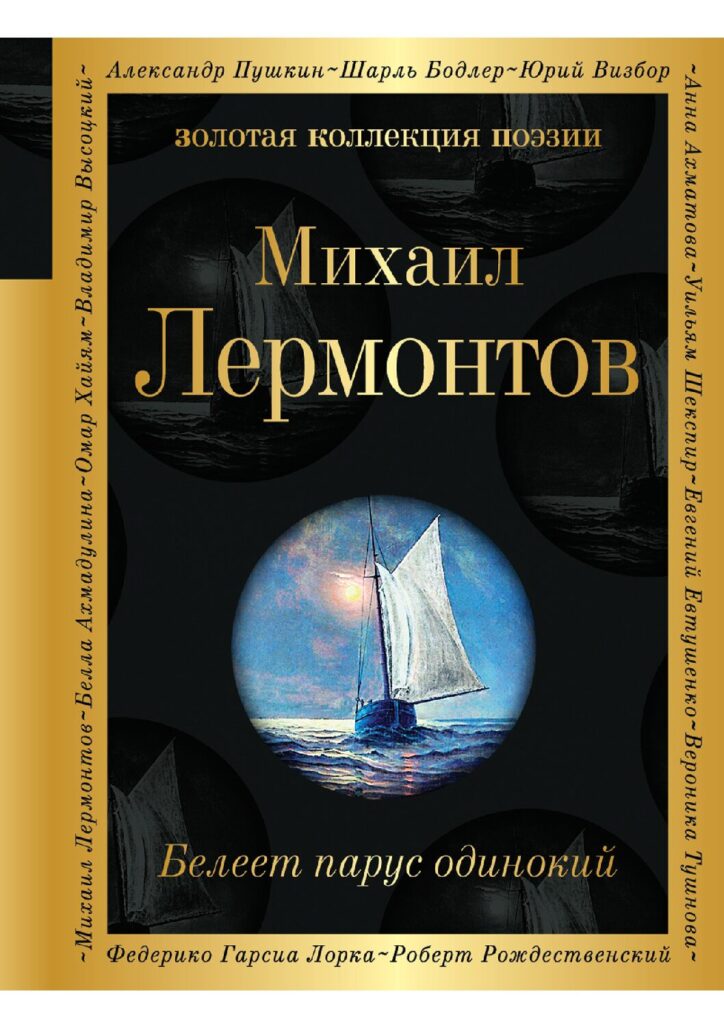 Александр Пушкин~Шарль Бодлер~Юрий Визбор
~Анна Ахматова~Уильям Шекспир~Евгений Евтушенко~Вероника Тушнова~
Федерико Гарсиа Лорка~Роберт Рождественский
~Михаил Лермонтов~Белла Ахмадулина~Омар Хайям~Владимир Высоцкий~
золотая коллекция поэзии
Михаил
Лермонтов
Белеет парус одинокий